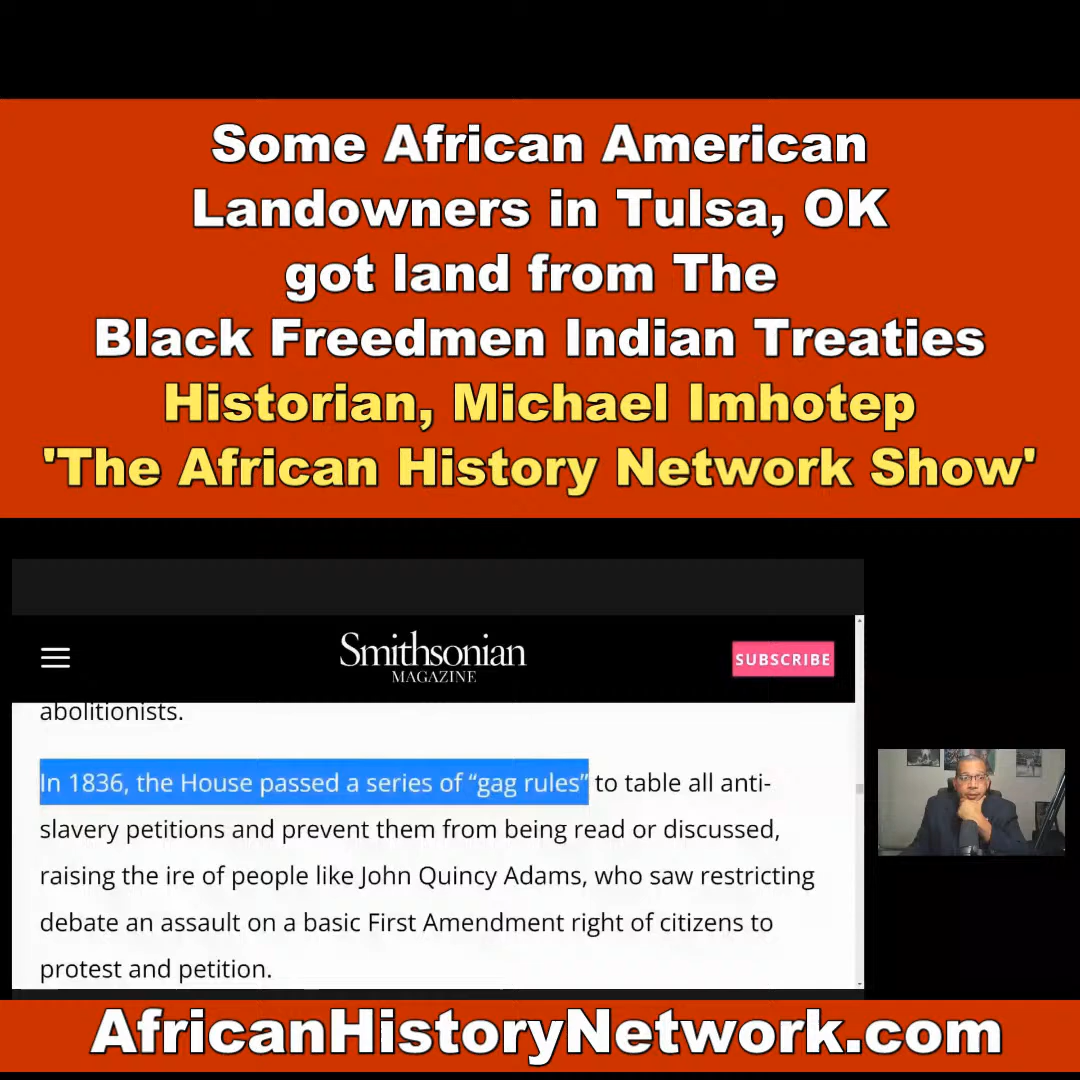 Some African American
Landowners in Tulsa, OK
got land from The
Black Freedmen Indian Treaties
Historian, Michael Imhotep
'The African History Network Show'
Smithsonian
MAGAZINE
SUBSCRIBE
abolitionists.
In 1836, the House passed a series of “gag rules” to table all anti-
slavery petitions and prevent them from being read or discussed,
raising the ire of people like John Quincy Adams, who saw restricting
debate an assault on a basic First Amendment right of citizens to
protest and petition.
AfricanHistoryNetwork.com